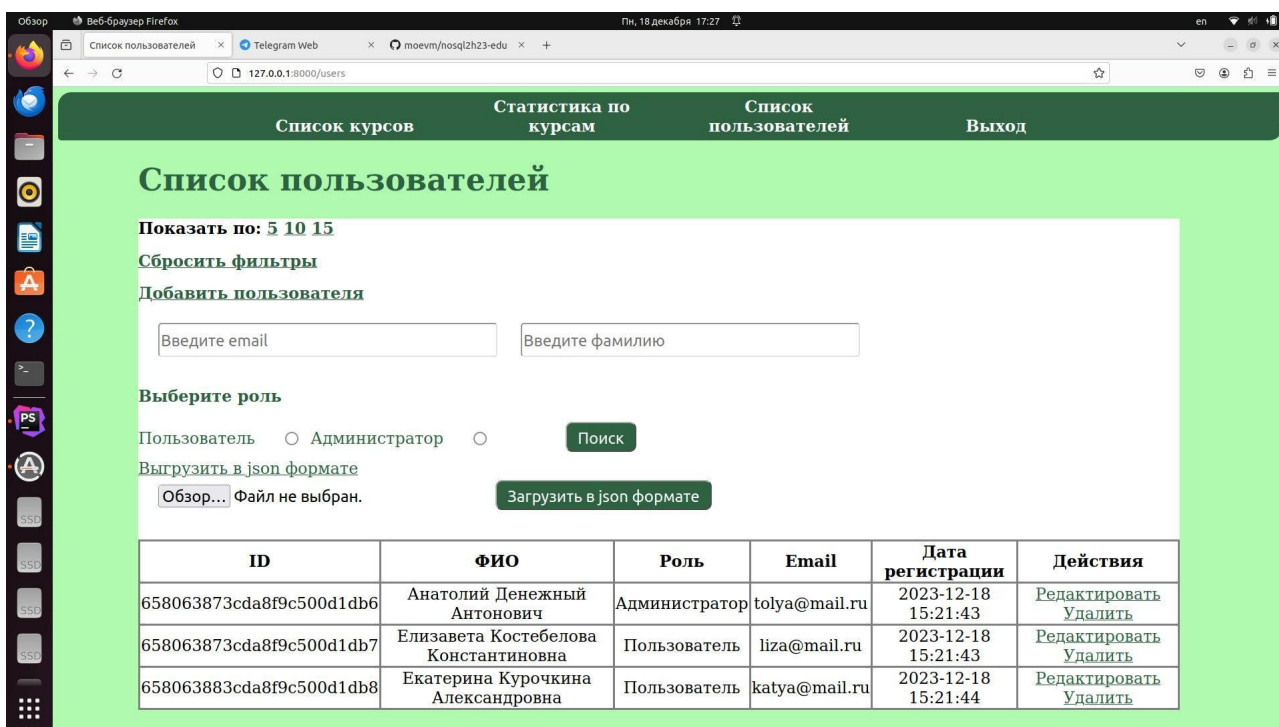 Обзор Веб-браузер Firefox Пн, 18 декабря 17:27 en
Список пользователей × Telegram Web × moevm/nosql2h23-edu × +
127.0.0.1:8000/users
Список курсов Статистика по курсам Список пользователей Выход
Список пользователей
Показать по: 5 10 15
Сбросить фильтры
Добавить пользователя
Введите email Введите фамилию
Выберите роль
Пользователь Администратор Поиск
Выгрузить в json формате
Обзор... Файл не выбран. Загрузить в json формате
ID ФИО Роль Email Дата регистрации Действия
658063873cda8f9c500d1db6 Анатолий Денежный Антонович Администратор tolya@mail.ru 2023-12-18 15:21:43 Редактировать Удалить
658063873cda8f9c500d1db7 Елизавета Костебелова Константиновна Пользователь liza@mail.ru 2023-12-18 15:21:43 Редактировать Удалить
658063883cda8f9c500d1db8 Екатерина Курочкина Александровна Пользователь katya@mail.ru 2023-12-18 15:21:44 Редактировать Удалить
PS
SSD
SSD
SSD
SSD